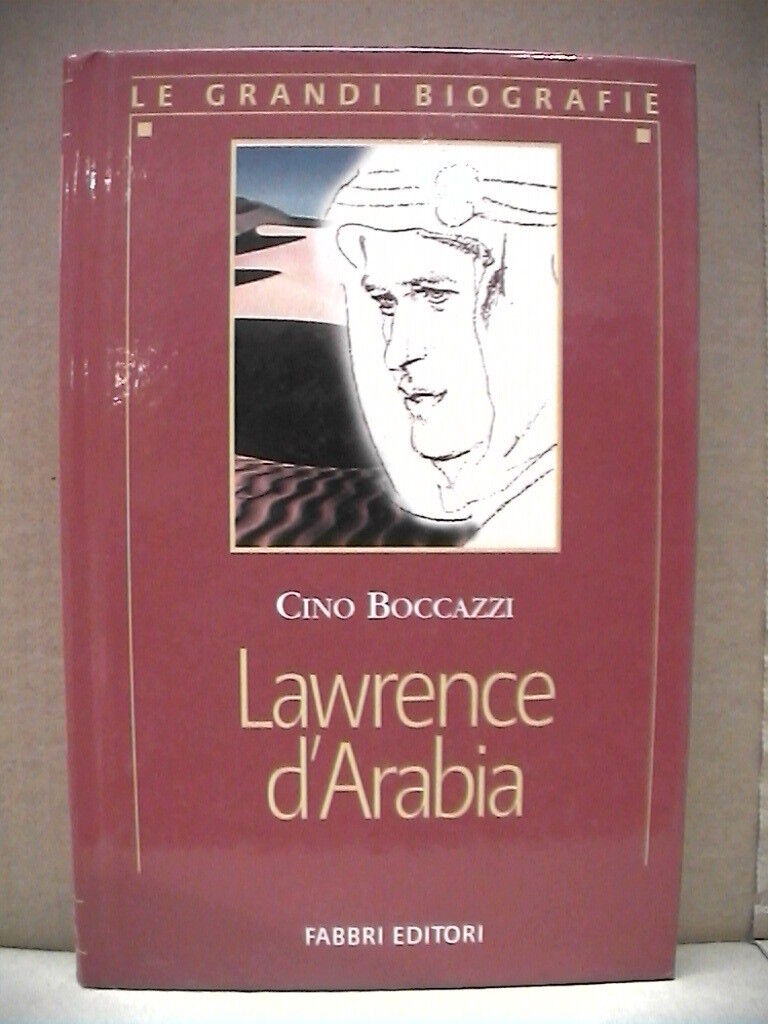 LE GRANDI BIOGRAFIE
CINO BOCCAZZI
Lawrence
d'Arabia
FABBRI EDITORI